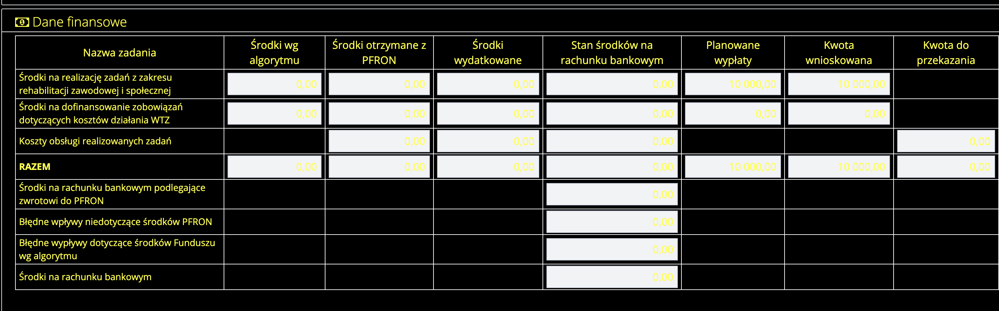 Dane finansowe
Nazwa zadania
Środki wg
algorytmu
Środki otrzymane z
PFRON
Środki
wydatkowane
Stan środków na
rachunku bankowym
Planowane
wypłaty
Kwota
wnioskowana
Kwota do
przekazania
Środki na realizację zadań z zakresu
rehabilitacji zawodowej i społecznej
0,00
0,00
0,00
0,00
10 000,00
10 000,00
Środki na dofinansowanie zobowiązań
dotyczących kosztów działania WTZ
0,00
0,00
0,00
0,00
0,00
0,00
Koszty obsługi realizowanych zadań
0,00
0,00
0,00
0,00
RAZEM
0,00
0,00
0,00
0,00
10 000,00
10 000,00
0,00
Środki na rachunku bankowym podlegające
zwrotowi do PFRON
0,00
Błędne wpływy niedotyczące środków PFRON
0,00
Błędne wypływy dotyczące środków Funduszu
wg algorytmu
0,00
Środki na rachunku bankowym
0,00